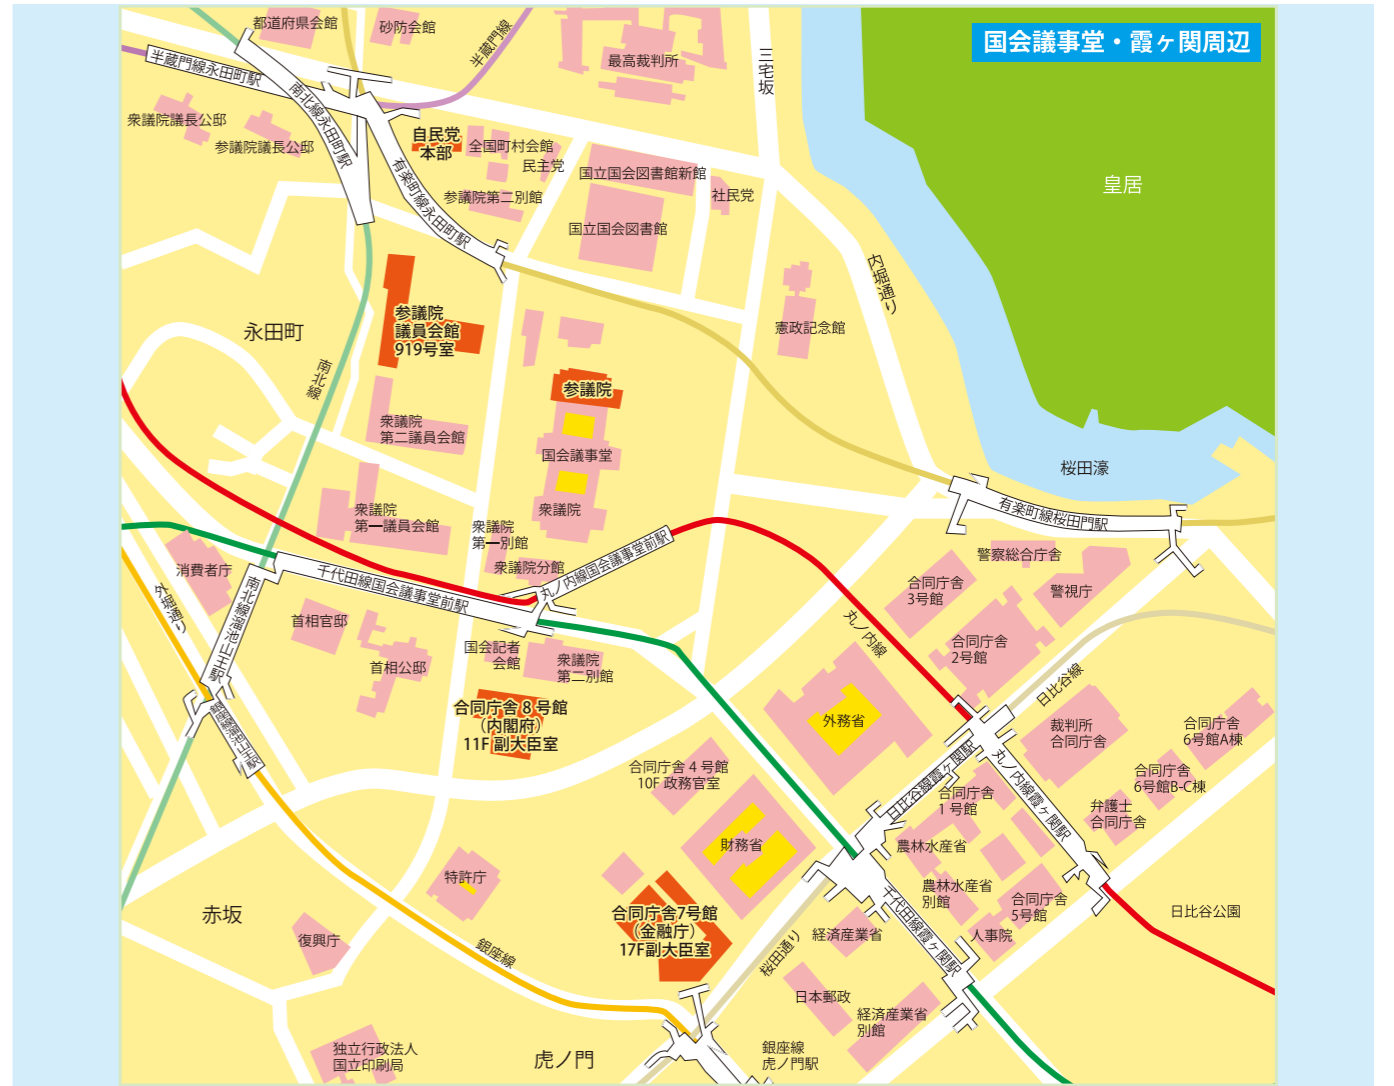 国会議事堂・霞ヶ関周辺
都道府県会館
砂防会館
半蔵門線
最高裁判所
三宅坂
半蔵門線永田町駅
南北線永田町駅
衆議院議長公邸
参議院議長公邸
自民党
本部
全国町村会館
民主党
有楽町線永田町駅
参議院第二別館
国立国会図書館新館
社民党
国立国会図書館
皇居
内堀通り
憲政記念館
永田町
参議院
議員会館
919号室
南北線
参議院
衆議院
第二議員会館
国会議事堂
桜田濠
衆議院
衆議院
第一議員会館
衆議院
第一別館
有楽町線桜田門駅
丸ノ内線国会議事堂前駅
衆議院分館
消費者庁
外堀通り
千代田線国会議事堂前駅
南北線溜池山王駅
首相官邸
首相公邸
国会記者
会館
衆議院
第二別館
警察総合庁舎
合同庁舎
3号館
警視庁
丸ノ内線
合同庁舎
2号館
日比谷線
合同庁舎8号館
（内閣府）
11F 副大臣室
銀座線溜池山王駅
外務省
裁判所
合同庁舎
合同庁舎
6号館A棟
合同庁舎4号館
10F 政務官室
日比谷線霞ヶ関駅
丸ノ内線霞ヶ関駅
合同庁舎
6号館B-C棟
合同庁舎
1号館
弁護士
合同庁舎
財務省
農林水産省
特許庁
農林水産省
別館
合同庁舎
5号館
千代田線霞ヶ関駅
赤坂
合同庁舎7号館
（金融庁）
17F副大臣室
日比谷公園
復興庁
銀座線
桜田通り
経済産業省
人事院
日本郵政
経済産業省
別館
独立行政法人
国立印刷局
虎ノ門
銀座線
虎ノ門駅